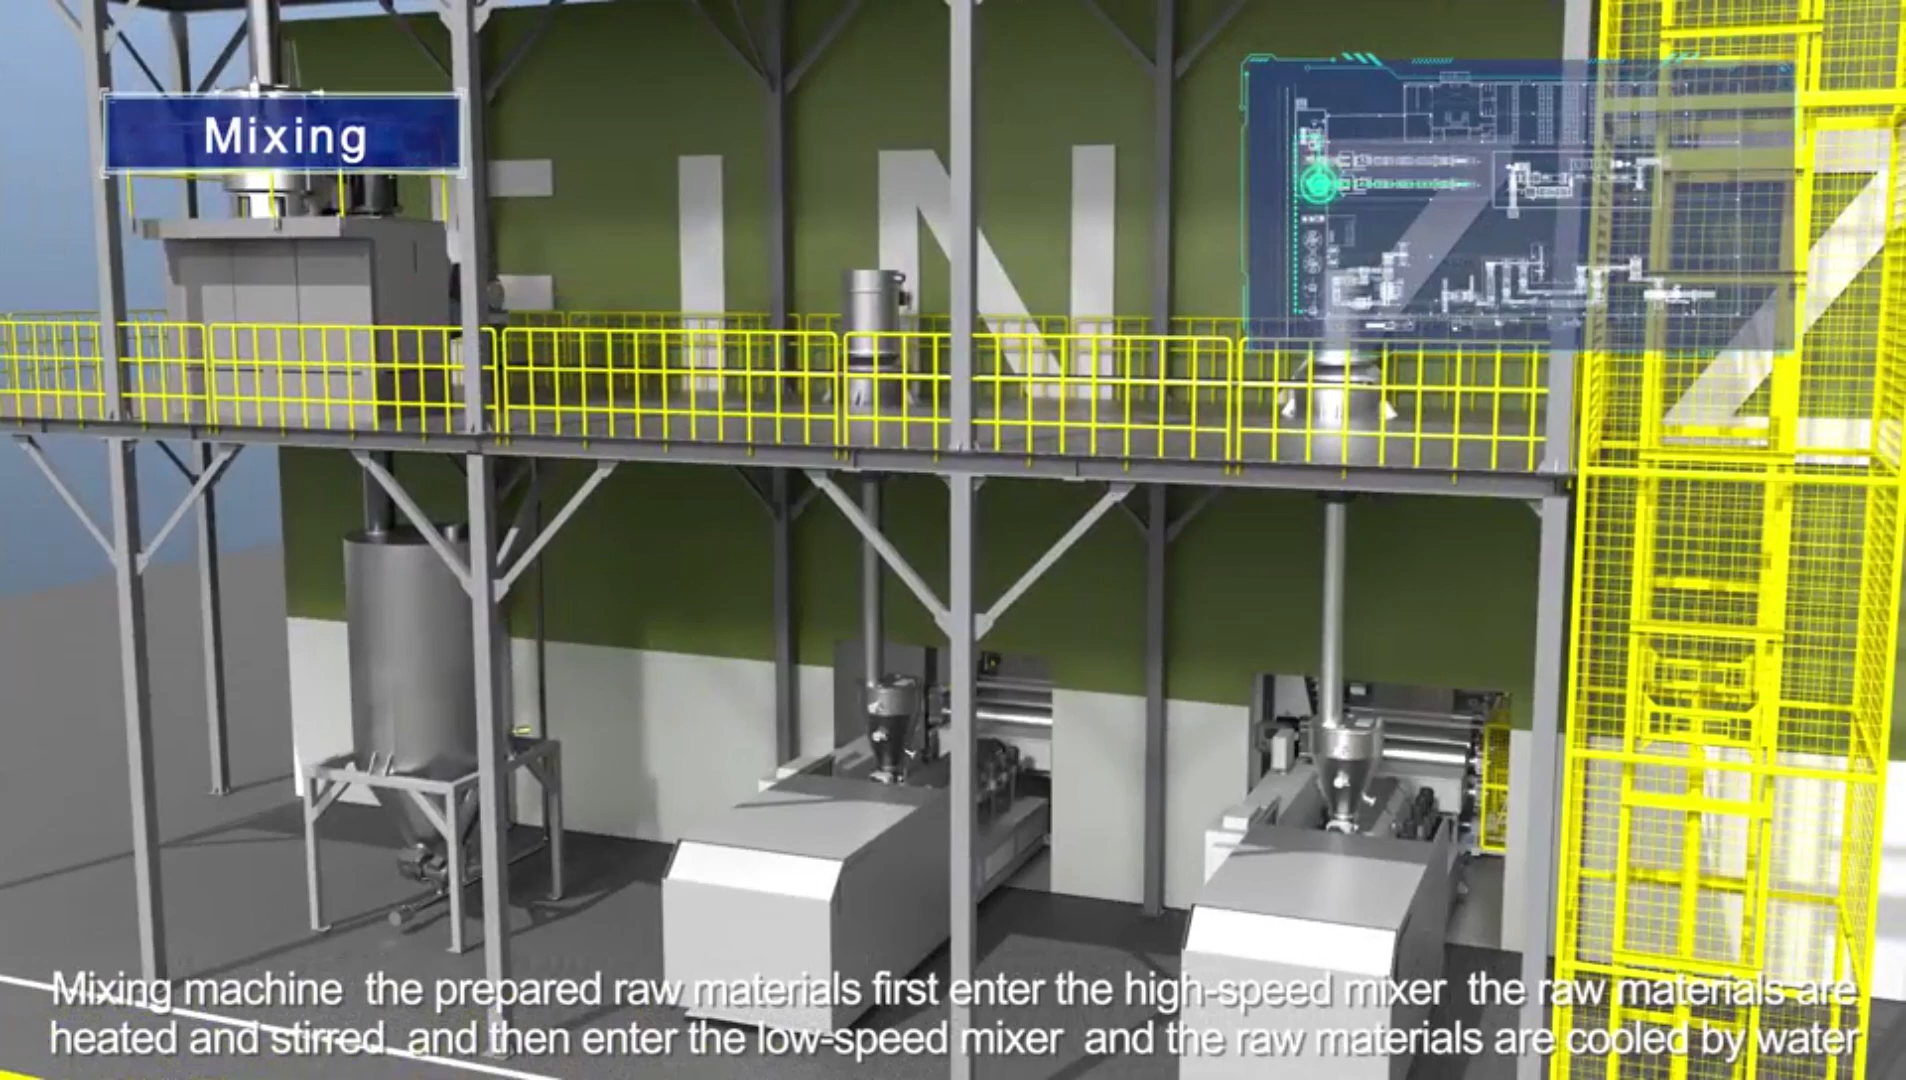 Mixing
EINZ
Mixing machine the prepared raw materials first enter the high-speed mixer the raw materials are
heated and stirred and then enter the low-speed mixer and the raw materials are cooled by water